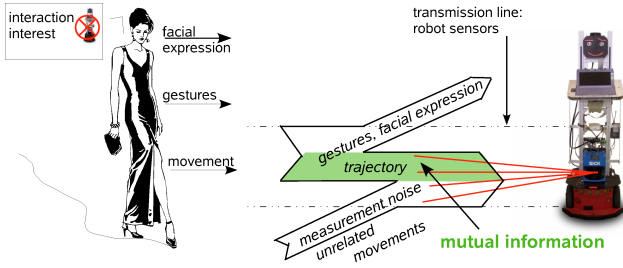 interaction
interest
facial
expression
gestures
movement
transmission line:
robot sensors
gestures, facial expression
trajectory
measurement noise
unrelated
movements
mutual information
SICK